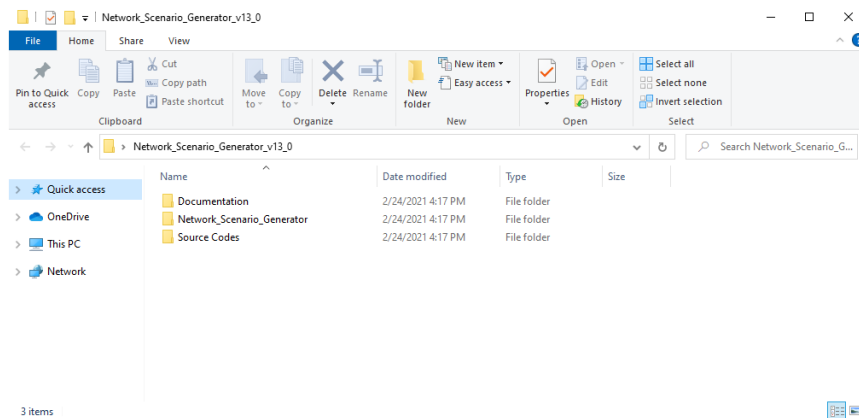 Network_Scenario_Generator_v13_0
File Home Share View
Pin to Quick access
Copy
Paste
Cut
Copy path
Paste shortcut
Clipboard
Move to
Copy to
Delete
Rename
Organize
New folder
New item
Easy access
New
Properties
Open
Edit
History
Open
Select all
Select none
Invert selection
Select
Network_Scenario_Generator_v13_0
Search Network_Scenario_G...
Name Date modified Type Size
Quick access
OneDrive
This PC
Network
Documentation 2/24/2021 4:17 PM File folder
Network_Scenario_Generator 2/24/2021 4:17 PM File folder
Source Codes 2/24/2021 4:17 PM File folder
3 items